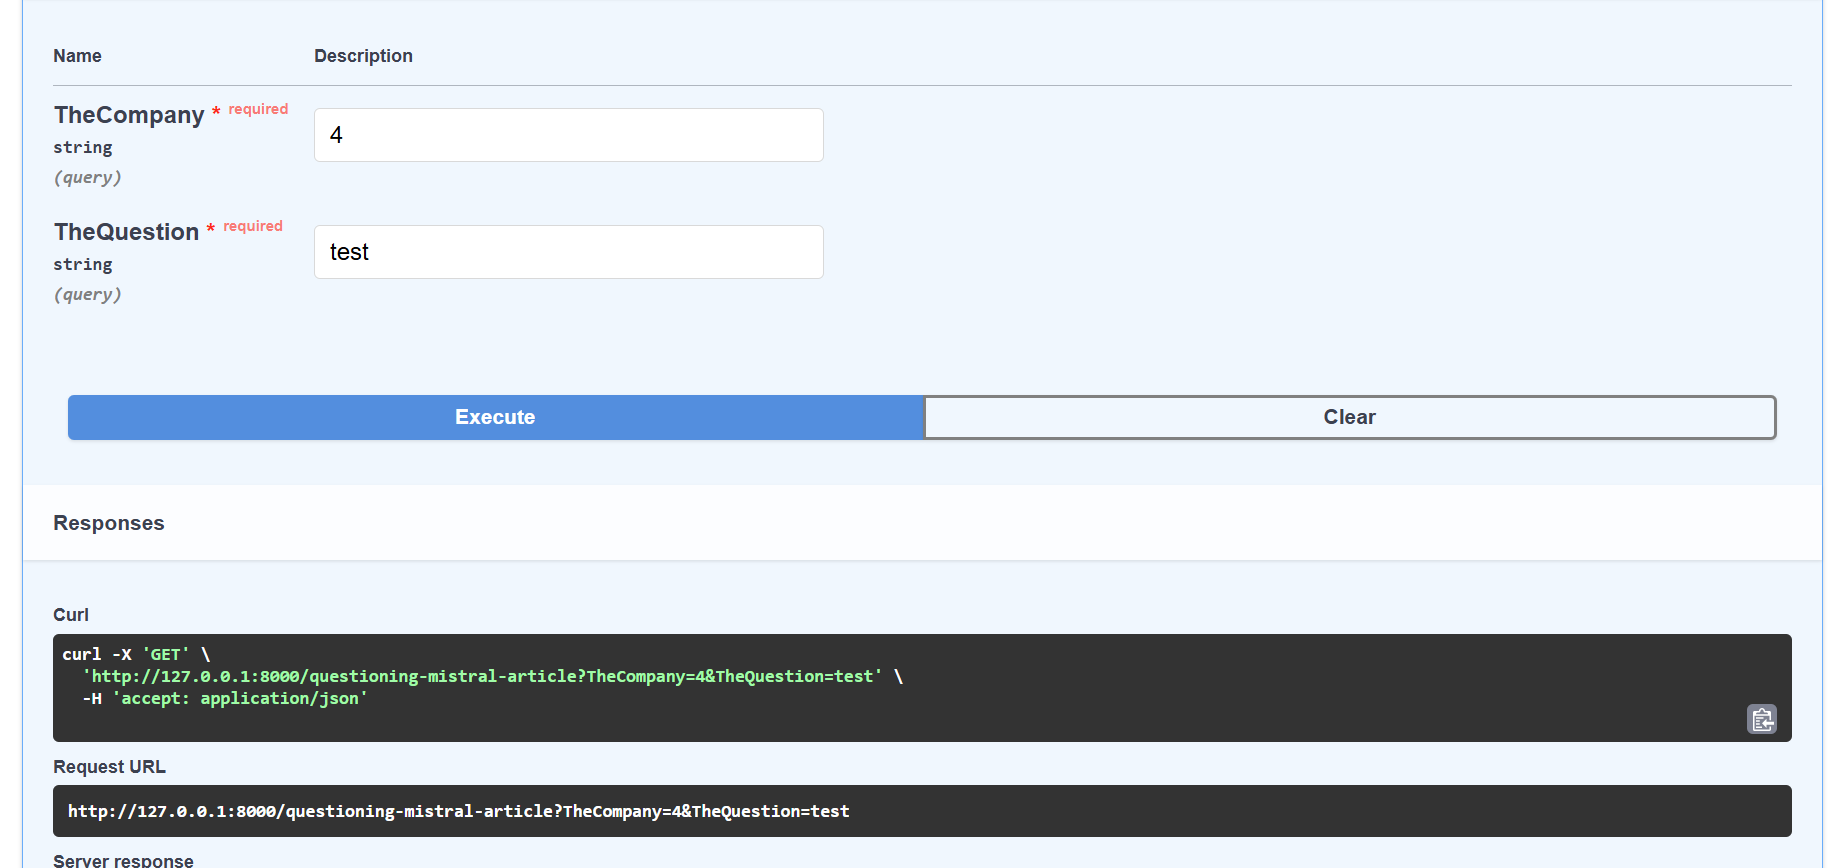 Name Description
TheCompany * required
4
string
(query)
TheQuestion * required
test
string
(query)
Execute Clear
Responses
Curl
curl -X 'GET' \
'http://127.0.0.1:8000/questioning-mistral-article?TheCompany=4&TheQuestion=test' \
-H 'accept: application/json'
Request URL
http://127.0.0.1:8000/questioning-mistral-article?TheCompany=4&TheQuestion=test
Server response